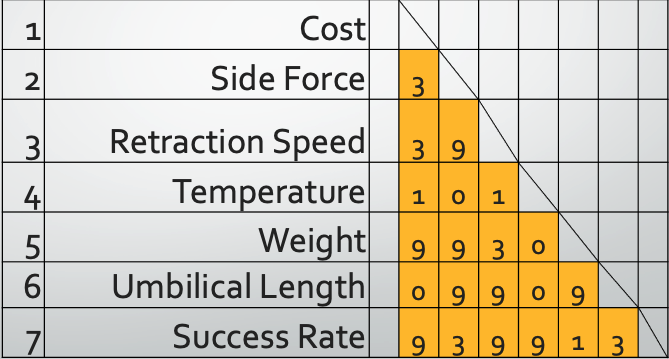 1 Cost
2 Side Force 3
3 Retraction Speed 3 9
4 Temperature 1 0 1
5 Weight 9 9 3 0
6 Umbilical Length 0 9 9 0 9
7 Success Rate 9 3 9 9 1 3